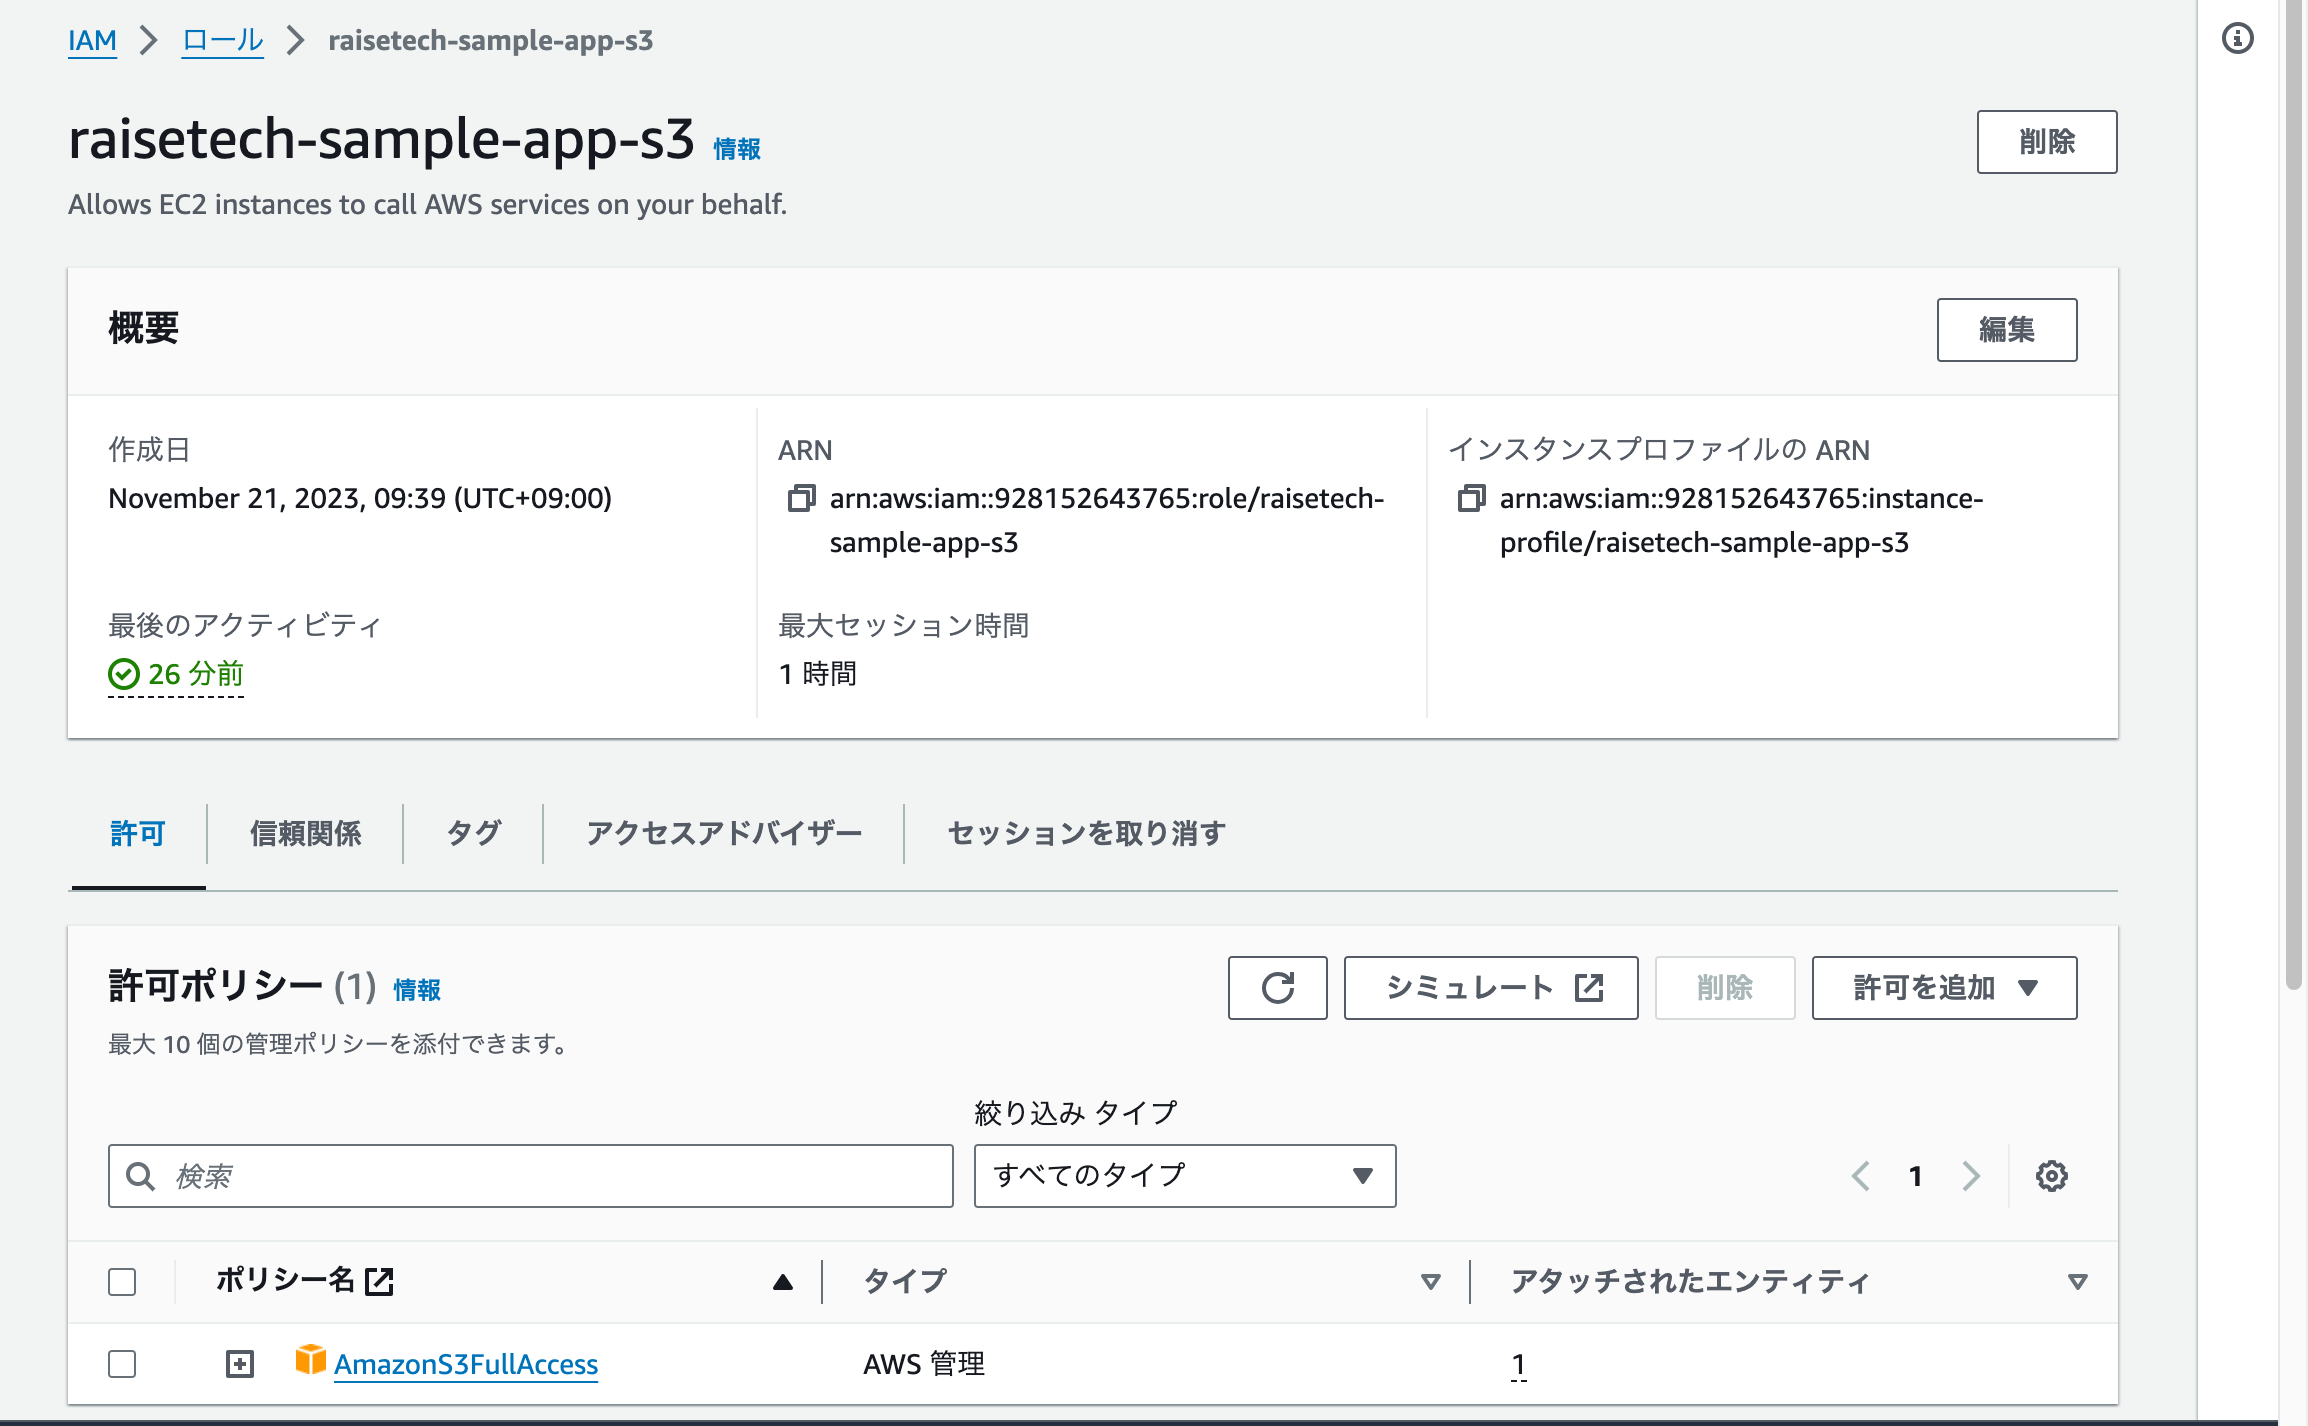 IAM > ロール > raisetech-sample-app-s3
raisetech-sample-app-s3 情報
削除
Allows EC2 instances to call AWS services on your behalf.
概要
編集
作成日
November 21, 2023, 09:39 (UTC+09:00)
ARN
arn:aws:iam::928152643765:role/raisetech-
sample-app-s3
インスタンスプロファイルの ARN
arn:aws:iam::928152643765:instance-
profile/raisetech-sample-app-s3
最後のアクティビティ
26 分前
最大セッション時間
1 時間
許可 信頼関係 タグ アクセスアドバイザー セッションを取り消す
許可ポリシー (1) 情報
シミュレート 削除 許可を追加
最大 10 個の管理ポリシーを添付できます。
絞り込み タイプ
検索 すべてのタイプ 1
ポリシー名 タイプ アタッチされたエンティティ
AmazonS3FullAccess AWS 管理 1